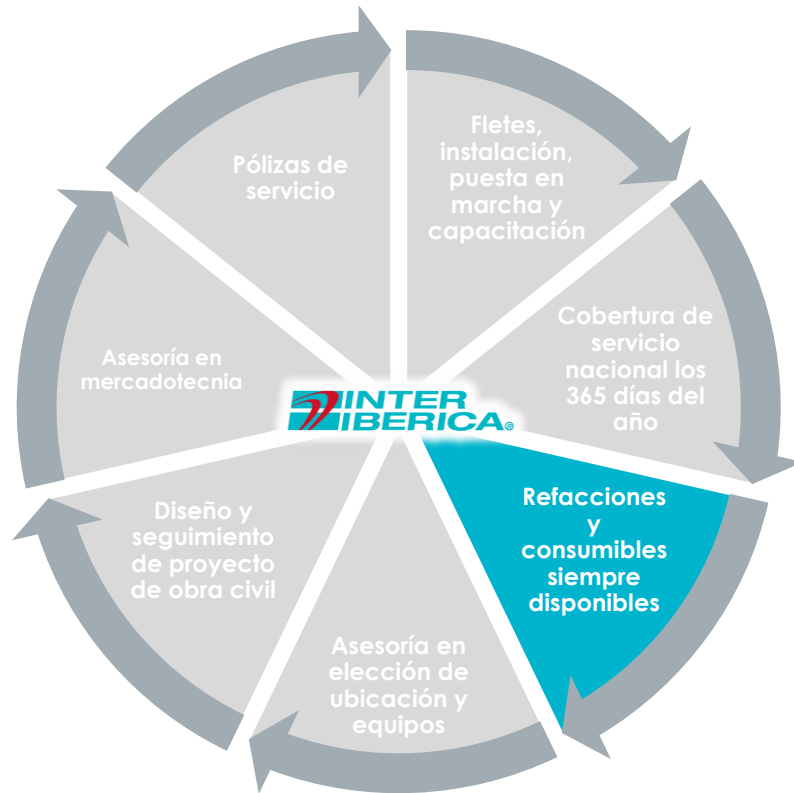 Fletes,
instalación,
puesta en
marcha y
capacitación
Cobertura de
servicio
nacional los
365 días del
año
Refacciones
y
consumibles
siempre
disponibles
Asesoría en
elección de
ubicación y
equipos
Diseño y
seguimiento
de proyecto
de obra civil
Asesoría en
mercadotecnia
Pólizas de
servicio
INTER
IBERICA®